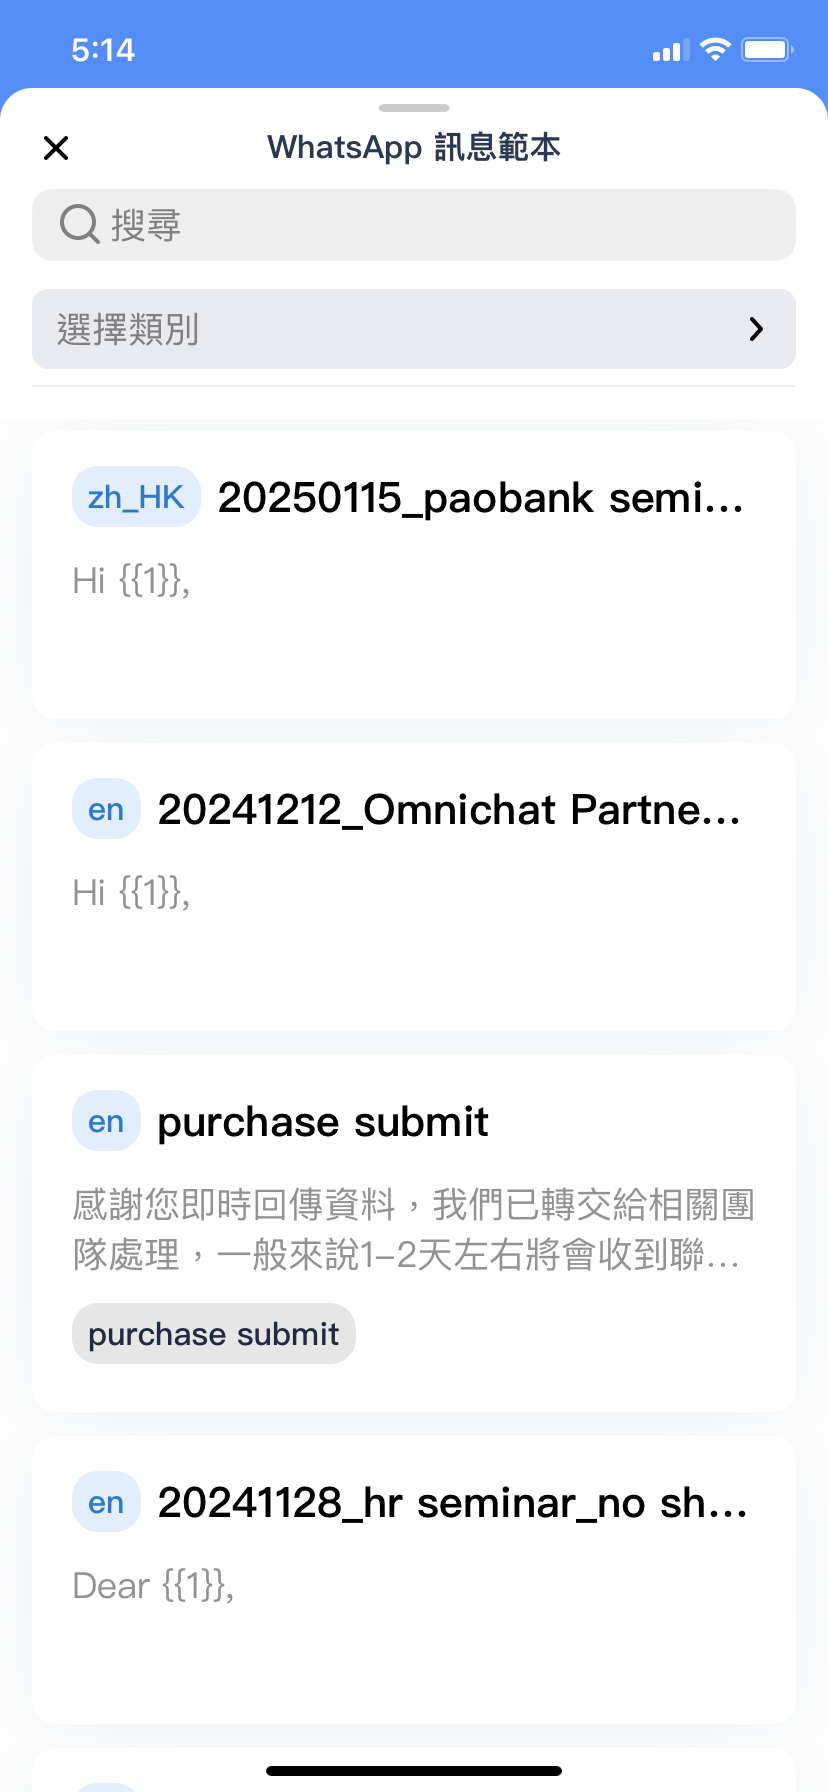 5:14
WhatsApp 訊息範本
搜尋
選擇類別
zh_HK 20250115_paobank semi...
Hi {{1}},
en 20241212_Omnichat Partne...
Hi {{1}},
en purchase submit
感謝您即時回傳資料，我們已轉交給相關團
隊處理，一般來說1-2天左右將會收到聯...
purchase submit
en 20241128_hr seminar_no sh...
Dear {{1}},